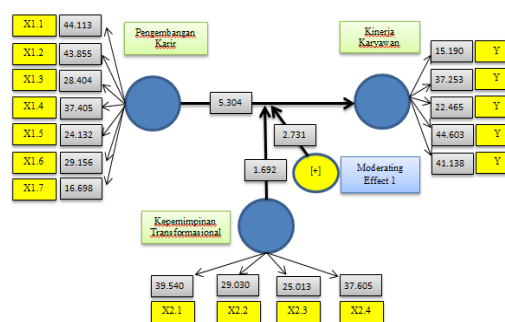 X1.1 44.113
X1.2 43.855
X1.3 28.404
X1.4 37.405
X1.5 24.132
X1.6 29.156
X1.7 16.698
Pengembangan
Karir
5.304
Kinerja
Karyawan
15.190 Y
37.253 Y
22.465 Y
44.603 Y
41.138 Y
2.731
1.692
[+]
Moderating
Effect 1
Kepemimpinan
Transformasional
39.540 29.030 25.013 37.605
X2.1 X2.2 X2.3 X2.4